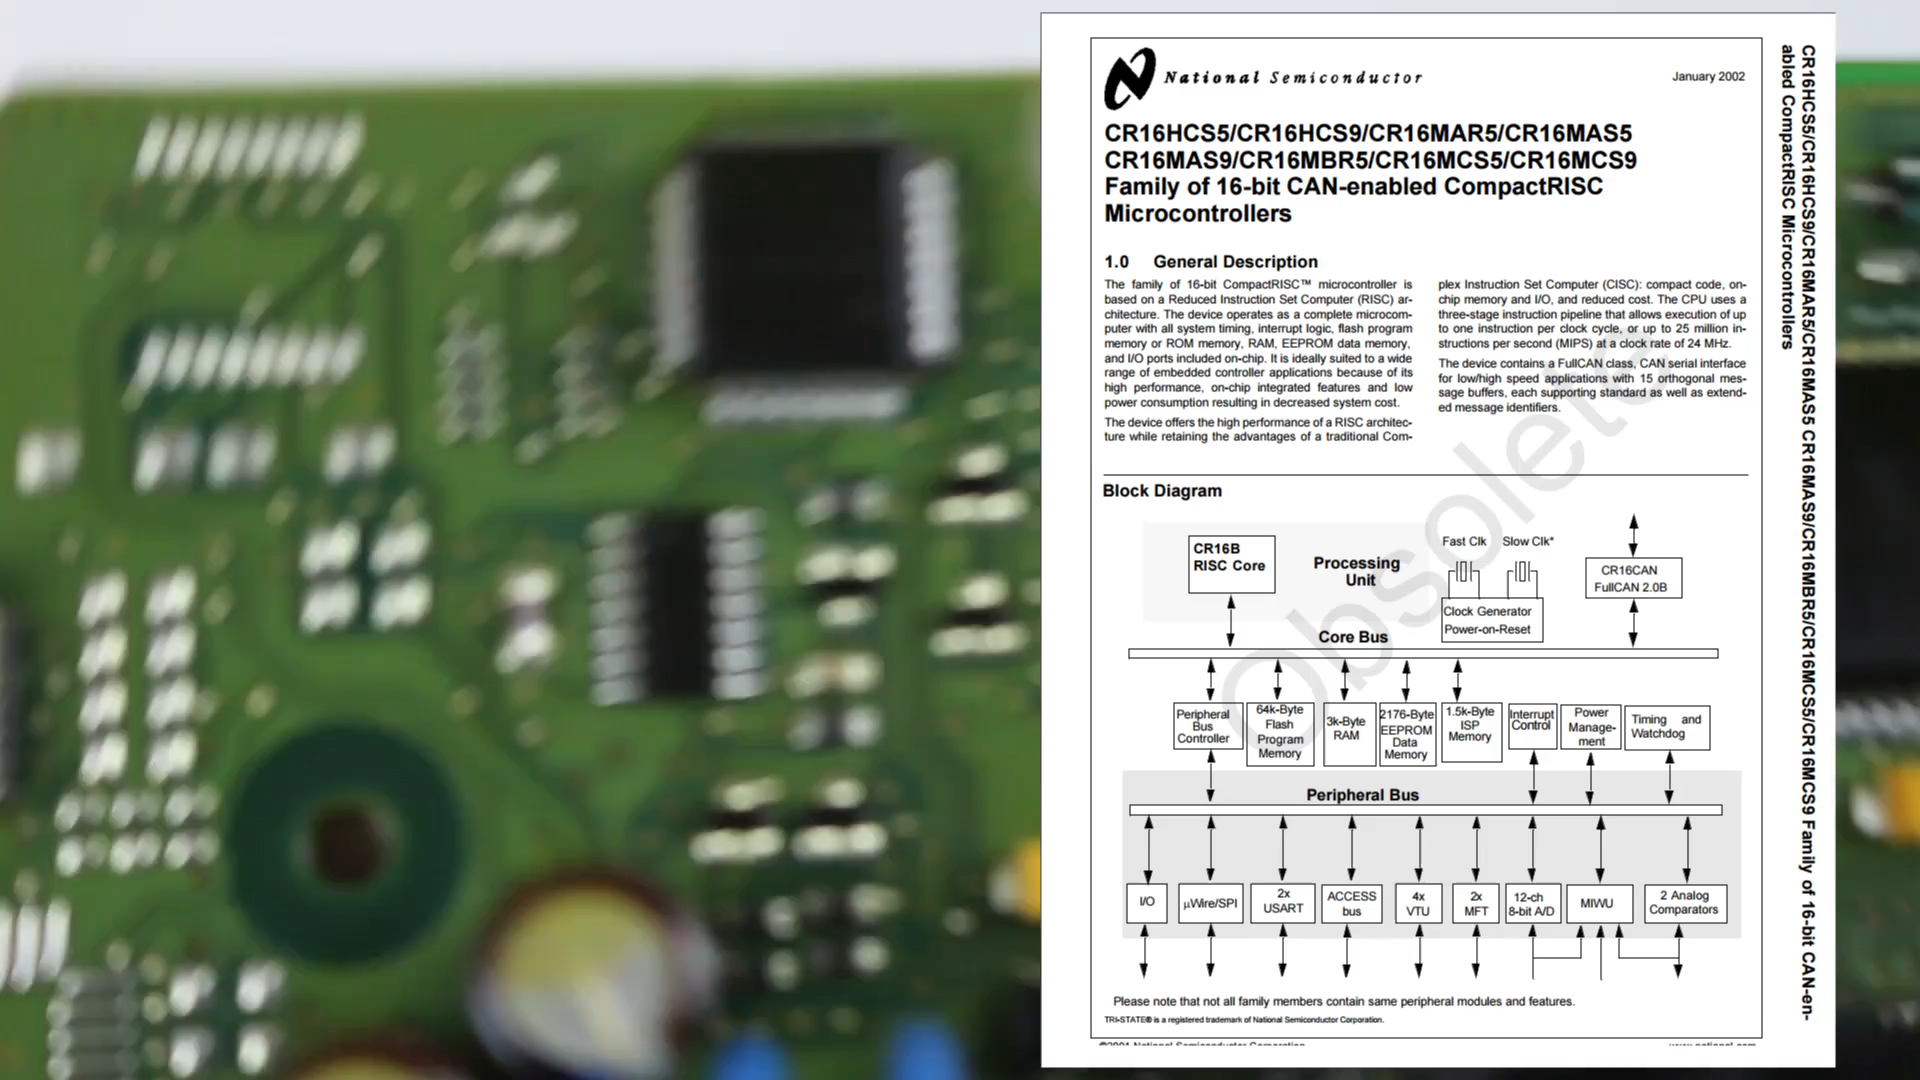 National Semiconductor
January 2002
CR16HCS5/CR16HCS9/CR16MAR5/CR16MAS5
CR16MAS9/CR16MBR5/CR16MCS5/CR16MCS9
Family of 16-bit CAN-enabled CompactRISC
Microcontrollers
1.0 General Description
The family of 16-bit CompactRISC™ microcontroller is
based on a Reduced Instruction Set Computer (RISC) ar-
chitecture. The device operates as a complete microcom-
puter with all system timing, interrupt logic, flash program
memory or ROM memory, RAM, EEPROM data memory,
and I/O ports included on-chip. It is ideally suited to a wide
range of embedded controller applications because of its
high performance, on-chip integrated features and low
power consumption resulting in decreased system cost.
The device offers the high performance of a RISC architec-
ture while retaining the advantages of a traditional Com-
plex Instruction Set Computer (CISC): compact code, on-
chip memory and I/O, and reduced cost. The CPU uses a
three-stage instruction pipeline that allows execution of up
to one instruction per clock cycle, or up to 25 million in-
structions per second (MIPS) at a clock rate of 24 MHz.
The device contains a FullCAN class, CAN serial interface
for low/high speed applications with 15 orthogonal mes-
sage buffers, each supporting standard as well as extend-
ed message identifiers.
Block Diagram
CR16B
RISC Core
Processing
Unit
Fast Clk
Slow Clk*
Clock Generator
Power-on-Reset
CR16CAN
FullCAN 2.0B
Core Bus
Peripheral
Bus
Controller
64k-Byte
Flash
Program
Memory
3k-Byte
RAM
2176-Byte
EEPROM
Data
Memory
1.5k-Byte
ISP
Memory
Interrupt
Control
Power
Manage-
ment
Timing and
Watchdog
Peripheral Bus
I/O
µWire/SPI
2x
USART
ACCESS
bus
4x
VTU
2x
MFT
12-ch
8-bit A/D
MIWU
2 Analog
Comparators
Please note that not all family members contain same peripheral modules and features.
TRI-STATE® is a registered trademark of National Semiconductor Corporation.
©2001 National Semiconductor Corporation
www.national.com
Obsolete
CR16HCS5/CR16HCS9/CR16MAR5/CR16MAS5 CR16MAS9/CR16MBR5/CR16MCS5/CR16MCS9 Family of 16-bit CAN-en-
abled CompactRISC Microcontrollers